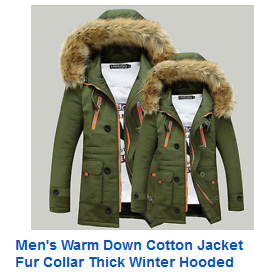 Men's Warm Down Cotton Jacket
Fur Collar Thick Winter Hooded